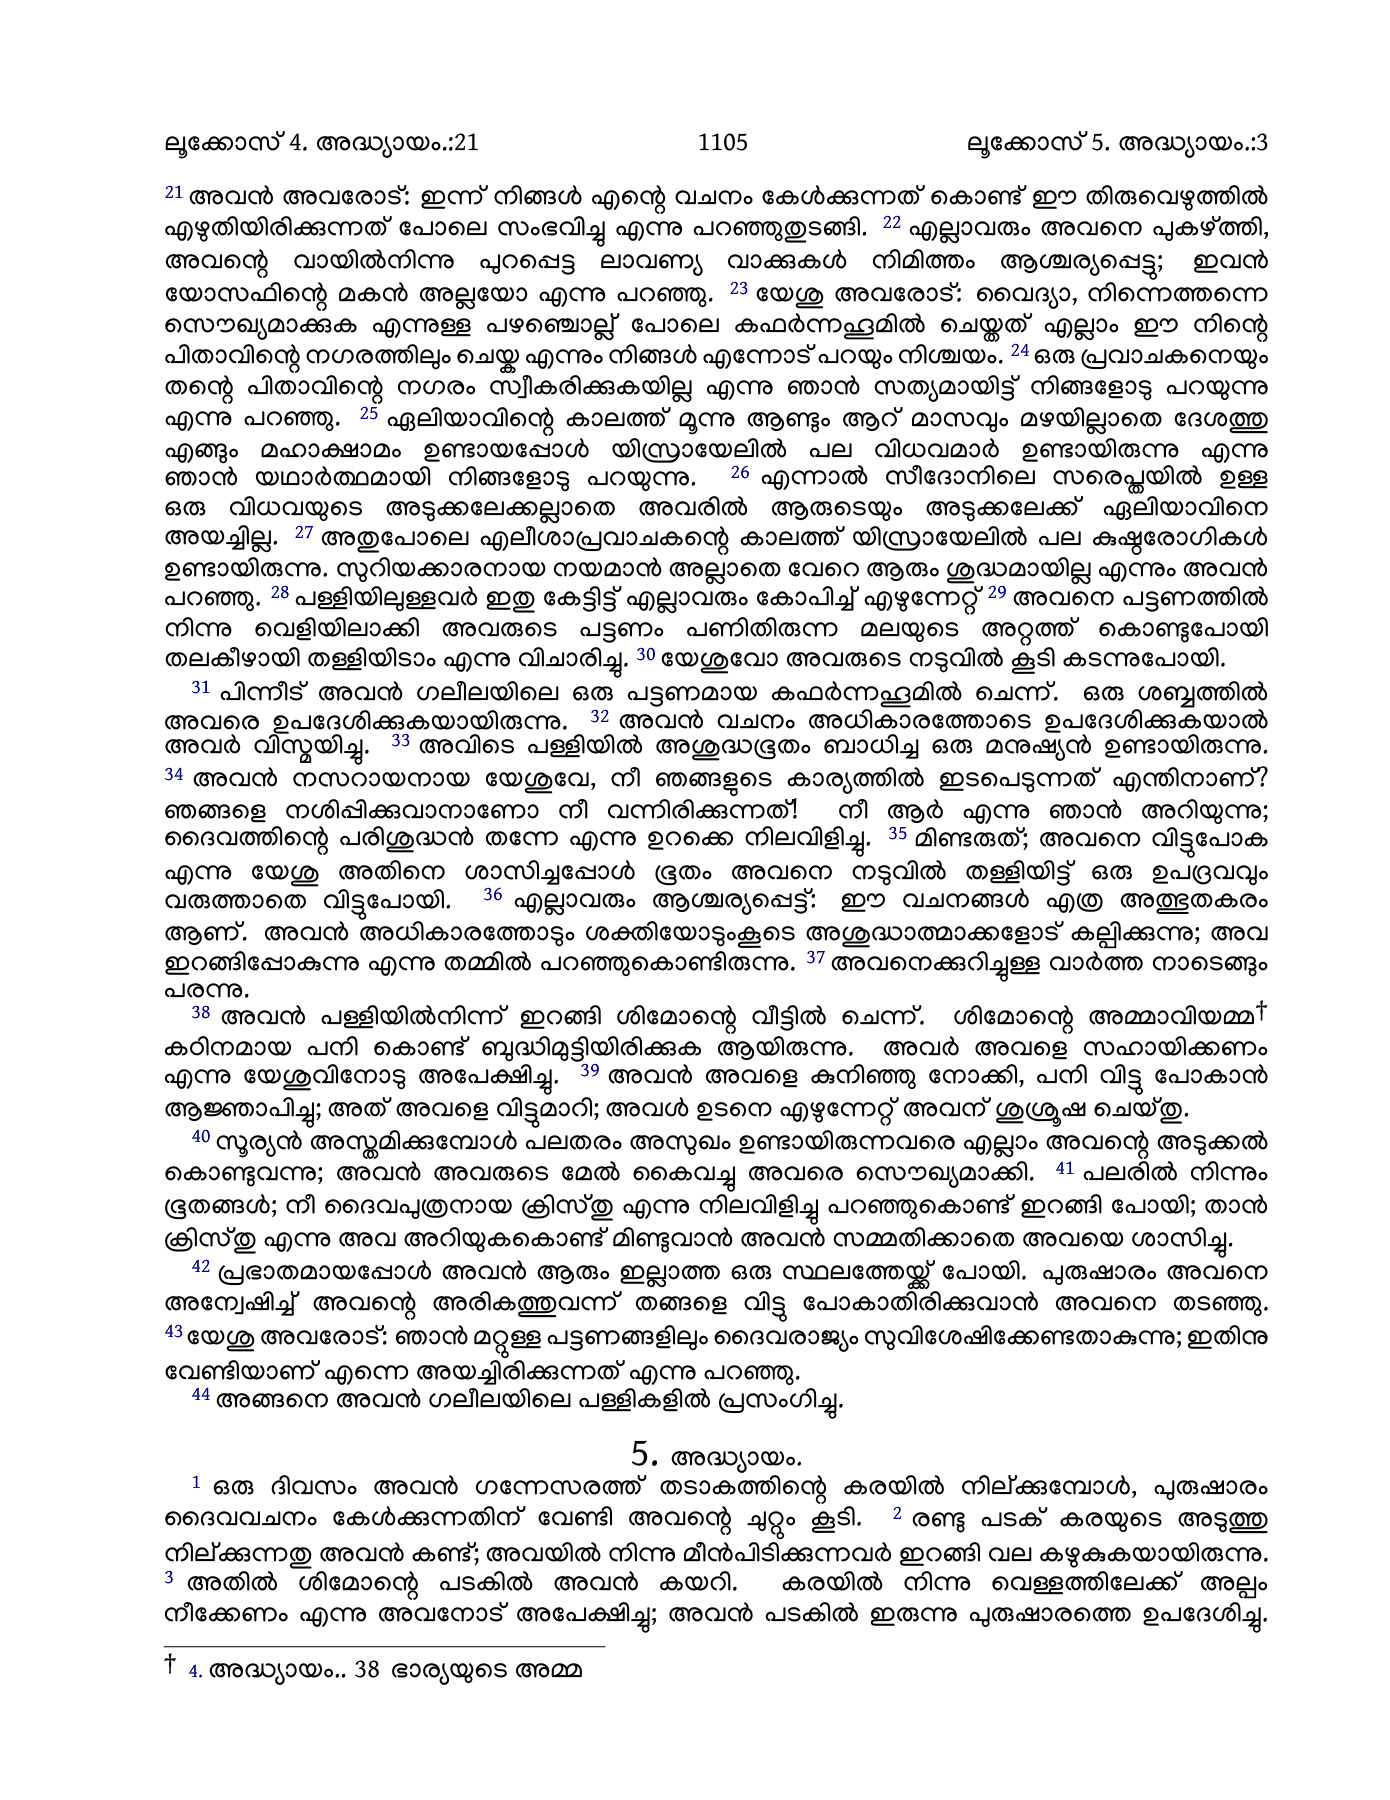 ലൂക്കോസ് 4. അദ്ധ്യായം.:21 1105 ലൂക്കോസ് 5. അദ്ധ്യായം.:3
21 അവൻ അവരോട്: ഇന്ന് നിങ്ങൾ എന്റെ വചനം കേൾക്കുന്നത് കൊണ്ട് ഈ തിരുവെഴുത്തിൽ
എഴുതിയിരിക്കുന്നത് പോലെ സംഭവിച്ചു എന്നു പറഞ്ഞുതുടങ്ങി. 22 എല്ലാവരും അവനെ പുകഴ്ത്തി,
അവന്റെ വായിൽനിന്നു പുറപ്പെട്ട ലാവണ്യ വാക്കുകൾ നിമിത്തം ആശ്ചര്യപ്പെട്ടു; ഇവൻ
യോസഫിന്റെ മകൻ അല്ലയോ എന്നു പറഞ്ഞു. 23 യേശു അവരോട്: വൈദ്യാ, നിന്നെത്തന്നെ
സൌഖ്യമാക്കുക എന്നുള്ള പഴഞ്ചൊല്ല് പോലെ കഫർന്നഹൂമിൽ ചെയ്തത് എല്ലാം ഈ നിന്റെ
പിതാവിന്റെ നഗരത്തിലും ചെയ്ക എന്നും നിങ്ങൾ എന്നോട് പറയും നിശ്ചയം. 24 ഒരു പ്രവാചകനെയും
തന്റെ പിതാവിന്റെ നഗരം സ്വീകരിക്കുകയില്ല എന്നു ഞാൻ സത്യമായിട്ട് നിങ്ങളോടു പറയുന്നു
എന്നു പറഞ്ഞു. 25 ഏലിയാവിന്റെ കാലത്ത് മൂന്നു ആണ്ടും ആറ് മാസവും മഴയില്ലാതെ ദേശത്തു
എങ്ങും മഹാക്ഷാമം ഉണ്ടായപ്പോൾ യിസ്രായേലിൽ പല വിധവമാർ ഉണ്ടായിരുന്നു എന്നു
ഞാൻ യഥാർത്ഥമായി നിങ്ങളോടു പറയുന്നു. 26 എന്നാൽ സീദോനിലെ സരെപ്തയിൽ ഉള്ള
ഒരു വിധവയുടെ അടുക്കലേക്കല്ലാതെ അവരിൽ ആരുടെയും അടുക്കലേക്ക് ഏലിയാവിനെ
അയച്ചില്ല. 27 അതുപോലെ എലീശാപ്രവാചകന്റെ കാലത്ത് യിസ്രായേലിൽ പല കുഷ്ഠരോഗികൾ
ഉണ്ടായിരുന്നു. സുറിയക്കാരനായ നയമാൻ അല്ലാതെ വേറെ ആരും ശുദ്ധമായില്ല എന്നും അവൻ
പറഞ്ഞു. 28 പള്ളിയിലുള്ളവർ ഇതു കേട്ടിട്ട് എല്ലാവരും കോപിച്ച് എഴുന്നേറ്റ് 29 അവനെ പട്ടണത്തിൽ
നിന്നു വെളിയിലാക്കി അവരുടെ പട്ടണം പണിതിരുന്ന മലയുടെ അറ്റത്ത് കൊണ്ടുപോയി
തലകീഴായി തള്ളിയിടാം എന്നു വിചാരിച്ചു. 30 യേശുവോ അവരുടെ നടുവിൽ കൂടി കടന്നുപോയി.
31 പിന്നീട് അവൻ ഗലീലയിലെ ഒരു പട്ടണമായ കഫർന്നഹൂമിൽ ചെന്ന്. ഒരു ശബ്ബത്തിൽ
അവരെ ഉപദേശിക്കുകയായിരുന്നു. 32 അവൻ വചനം അധികാരത്തോടെ ഉപദേശിക്കുകയാൽ
അവർ വിസ്മയിച്ചു. 33 അവിടെ പള്ളിയിൽ അശുദ്ധഭൂതം ബാധിച്ച ഒരു മനുഷ്യൻ ഉണ്ടായിരുന്നു.
34 അവൻ നസറായനായ യേശുവേ, നീ ഞങ്ങളുടെ കാര്യത്തിൽ ഇടപെടുന്നത് എന്തിനാണ്?
ഞങ്ങളെ നശിപ്പിക്കുവാനാണോ നീ വന്നിരിക്കുന്നത്! നീ ആർ എന്നു ഞാൻ അറിയുന്നു;
ദൈവത്തിന്റെ പരിശുദ്ധൻ തന്നേ എന്നു ഉറക്കെ നിലവിളിച്ചു. 35 മിണ്ടരുത്; അവനെ വിട്ടുപോക
എന്നു യേശു അതിനെ ശാസിച്ചപ്പോൾ ഭൂതം അവനെ നടുവിൽ തള്ളിയിട്ട് ഒരു ഉപദ്രവവും
വരുത്താതെ വിട്ടുപോയി. 36 എല്ലാവരും ആശ്ചര്യപ്പെട്ട്: ഈ വചനങ്ങൾ എത്ര അത്ഭുതകരം
ആണ്. അവൻ അധികാരത്തോടും ശക്തിയോടുംകൂടെ അശുദ്ധാത്മാക്കളോട് കല്പിക്കുന്നു; അവ
ഇറങ്ങിപ്പോകുന്നു എന്നു തമ്മിൽ പറഞ്ഞുകൊണ്ടിരുന്നു. 37 അവനെക്കുറിച്ചുള്ള വാർത്ത നാടെങ്ങും
പരന്നു.
38 അവൻ പള്ളിയിൽനിന്ന് ഇറങ്ങി ശിമോന്റെ വീട്ടിൽ ചെന്ന്. ശിമോന്റെ അമ്മാവിയമ്മ†
കഠിനമായ പനി കൊണ്ട് ബുദ്ധിമുട്ടിയിരിക്കുക ആയിരുന്നു. അവർ അവളെ സഹായിക്കണം
എന്നു യേശുവിനോടു അപേക്ഷിച്ചു. 39 അവൻ അവളെ കുനിഞ്ഞു നോക്കി, പനി വിട്ടു പോകാൻ
ആജ്ഞാപിച്ചു; അത് അവളെ വിട്ടുമാറി; അവൾ ഉടനെ എഴുന്നേറ്റ് അവന് ശുശ്രൂഷ ചെയ്തു.
40 സൂര്യൻ അസ്തമിക്കുമ്പോൾ പലതരം അസുഖം ഉണ്ടായിരുന്നവരെ എല്ലാം അവന്റെ അടുക്കൽ
കൊണ്ടുവന്നു; അവൻ അവരുടെ മേൽ കൈവച്ചു അവരെ സൌഖ്യമാക്കി. 41 പലരിൽ നിന്നും
ഭൂതങ്ങൾ; നീ ദൈവപുത്രനായ ക്രിസ്തു എന്നു നിലവിളിച്ചു പറഞ്ഞുകൊണ്ട് ഇറങ്ങി പോയി; താൻ
ക്രിസ്തു എന്നു അവ അറിയുകകൊണ്ട് മിണ്ടുവാൻ അവൻ സമ്മതിക്കാതെ അവയെ ശാസിച്ചു.
42 പ്രഭാതമായപ്പോൾ അവൻ ആരും ഇല്ലാത്ത ഒരു സ്ഥലത്തേയ്ക്ക് പോയി. പുരുഷാരം അവനെ
അന്വേഷിച്ച് അവന്റെ അരികത്തുവന്ന് തങ്ങളെ വിട്ടു പോകാതിരിക്കുവാൻ അവനെ തടഞ്ഞു.
43 യേശു അവരോട്: ഞാൻ മറ്റുള്ള പട്ടണങ്ങളിലും ദൈവരാജ്യം സുവിശേഷിക്കേണ്ടതാകുന്നു; ഇതിനു
വേണ്ടിയാണ് എന്നെ അയച്ചിരിക്കുന്നത് എന്നു പറഞ്ഞു.
44 അങ്ങനെ അവൻ ഗലീലയിലെ പള്ളികളിൽ പ്രസംഗിച്ചു.
5. അദ്ധ്യായം.
1 ഒരു ദിവസം അവൻ ഗന്നേസരത്ത് തടാകത്തിന്റെ കരയിൽ നില്ക്കുമ്പോൾ, പുരുഷാരം
ദൈവവചനം കേൾക്കുന്നതിന് വേണ്ടി അവന്റെ ചുറ്റും കൂടി. 2 രണ്ടു പടക് കരയുടെ അടുത്തു
നില്ക്കുന്നതു അവൻ കണ്ട്; അവയിൽ നിന്നു മീൻപിടിക്കുന്നവർ ഇറങ്ങി വല കഴുകുകയായിരുന്നു.
3 അതിൽ ശിമോന്റെ പടകിൽ അവൻ കയറി. കരയിൽ നിന്നു വെള്ളത്തിലേക്ക് അല്പം
നീക്കേണം എന്നു അവനോട് അപേക്ഷിച്ചു; അവൻ പടകിൽ ഇരുന്നു പുരുഷാരത്തെ ഉപദേശിച്ചു.
† 4. അദ്ധ്യായം.. 38 ഭാര്യയുടെ അമ്മ